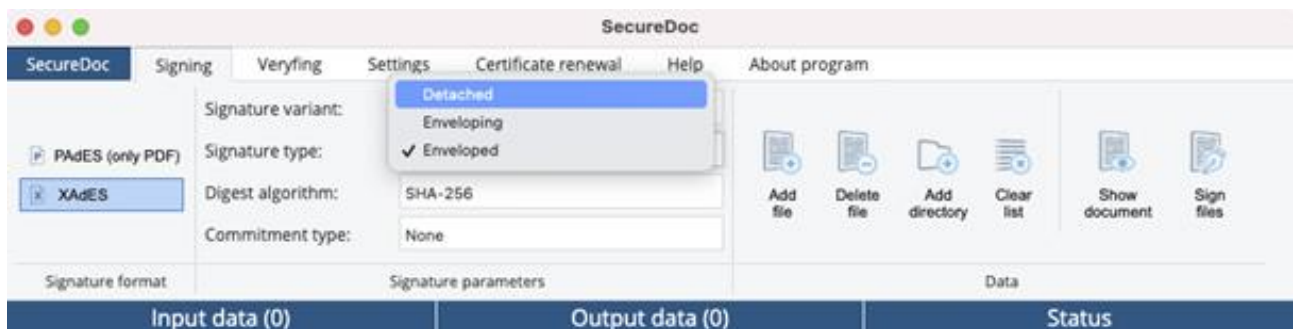 SecureDoc
SecureDoc Signing Veryfing Settings Certificate renewal Help About program
Detached
Enveloping
Enveloped
Signature variant:
PAdES (only PDF)
XAdES
Signature type:
Digest algorithm: SHA-256
Commitment type: None
Add file
Delete file
Add directory
Clear list
Show document
Sign files
Signature format Signature parameters Data
Input data (0) Output data (0) Status